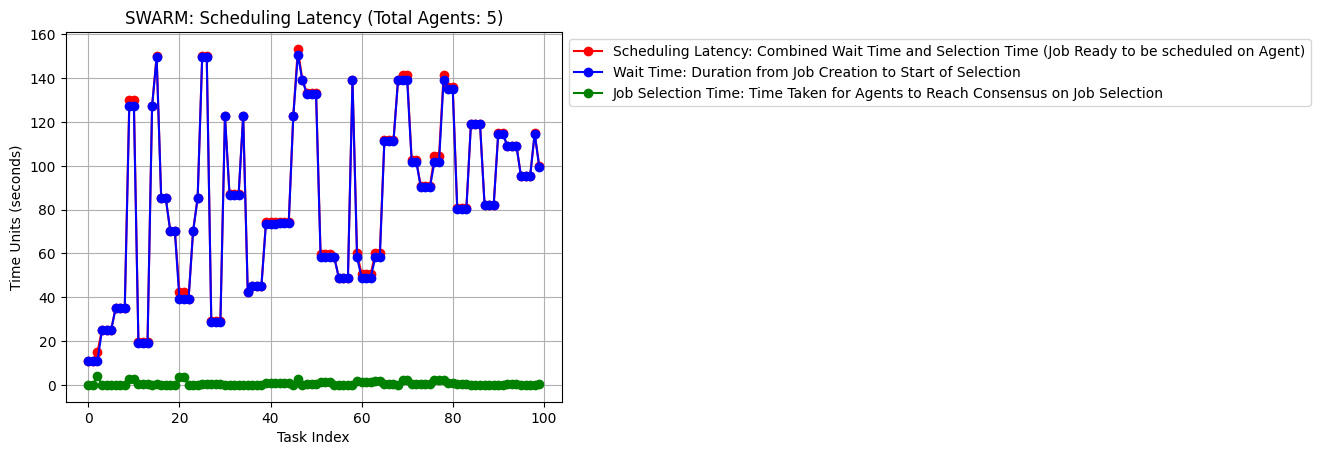 SWARM: Scheduling Latency (Total Agents: 5)
Time Units (seconds)
160
140
120
100
80
60
40
20
0
0 20 40 60 80 100
Task Index
Scheduling Latency: Combined Wait Time and Selection Time (Job Ready to be scheduled on Agent)
Wait Time: Duration from Job Creation to Start of Selection
Job Selection Time: Time Taken for Agents to Reach Consensus on Job Selection